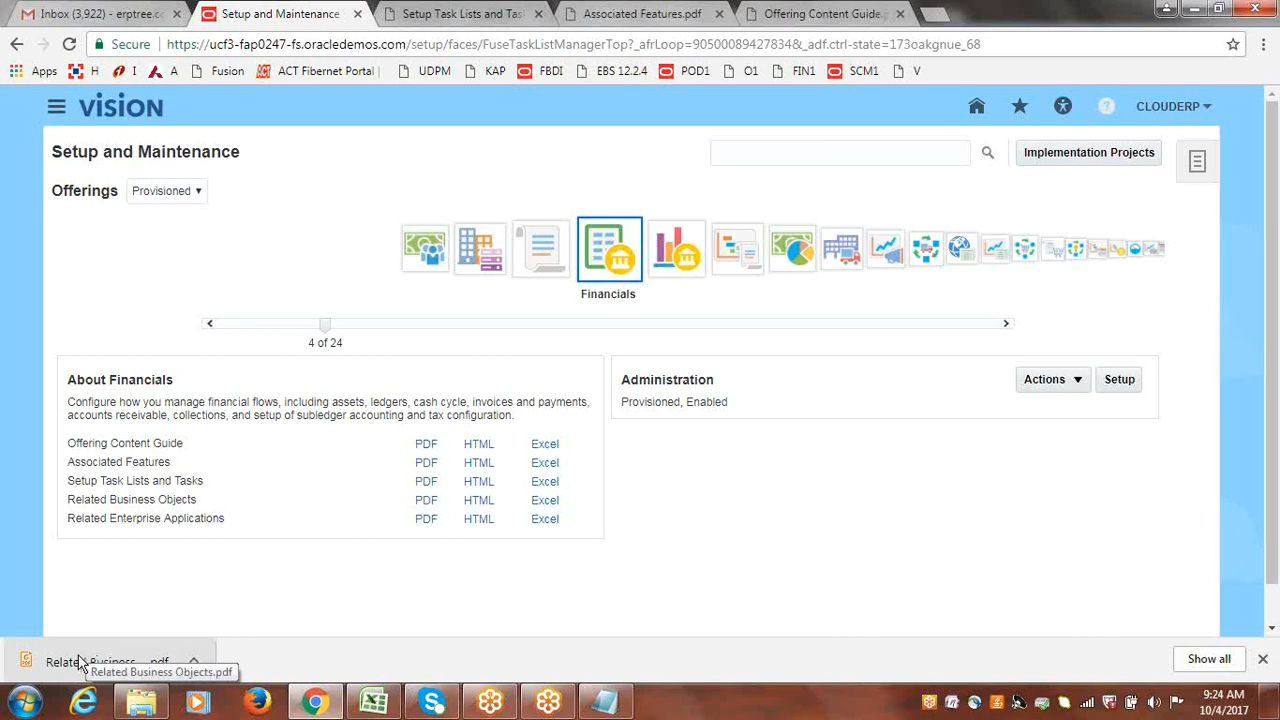 Inbox (3,922) - erptree.c
Setup and Maintenance
Setup Task Lists and Tas
Associated Features.pdf
Offering Content Guide
Secure
https://ucf3-fap0247-fs.oracledemos.com/setup/faces/FuseTaskListManagerTop?_afrLoop=90500089427834&_adf.ctrl-state=173oakgnue_68
Apps H I A Fusion ACT Fibernet Portal UDPM KAP FBDI EBS 12.2.4 POD1 O1 FIN1 SCM1 V
VISION
CLOUDERP
Setup and Maintenance
Implementation Projects
Offerings Provisioned
Financials
4 of 24
About Financials
Configure how you manage financial flows, including assets, ledgers, cash cycle, invoices and payments,
accounts receivable, collections, and setup of subledger accounting and tax configuration.
Offering Content Guide PDF HTML Excel
Associated Features PDF HTML Excel
Setup Task Lists and Tasks PDF HTML Excel
Related Business Objects PDF HTML Excel
Related Enterprise Applications PDF HTML Excel
Administration
Actions
Setup
Provisioned, Enabled
Related Business ....pdf
Related Business Objects.pdf
Show all
9:24 AM
10/4/2017